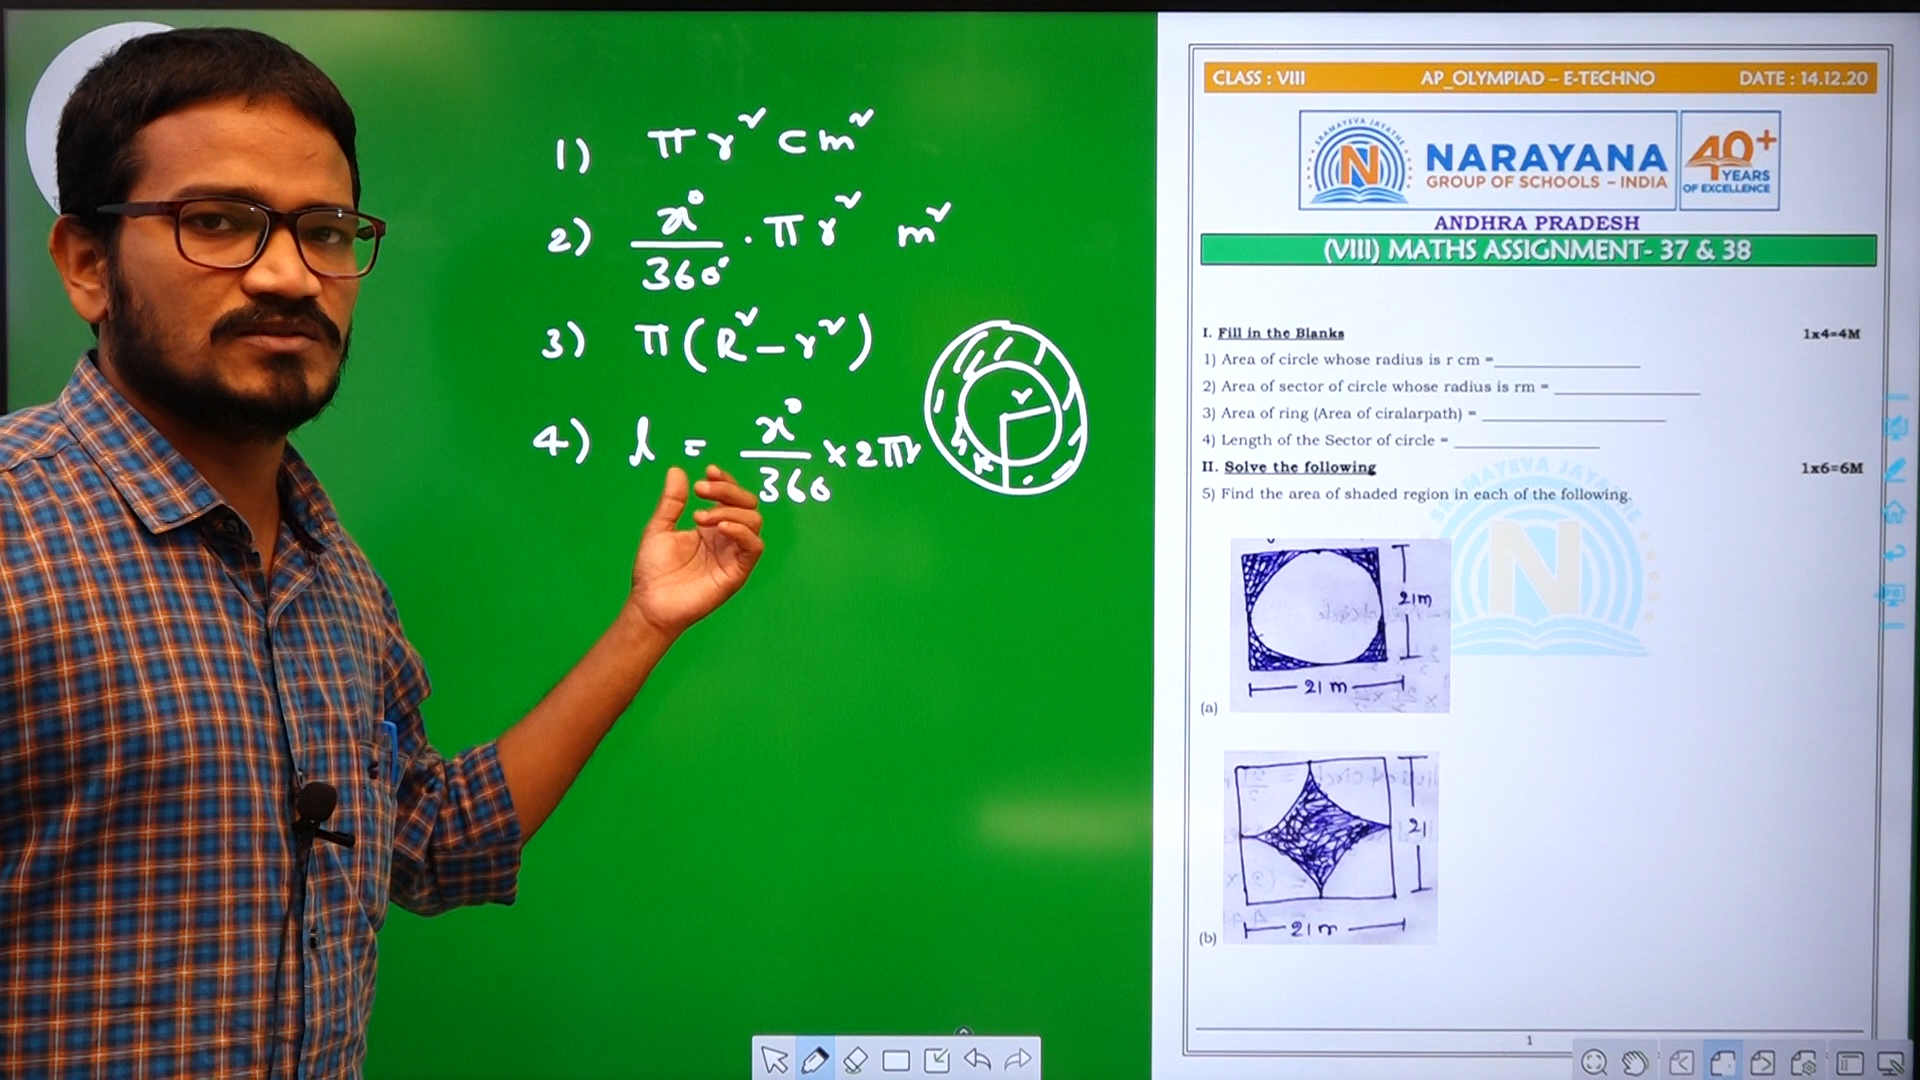 1) πr² cm²
2) x°/360° · πr² m²
3) π(R² – r²)
r
R
4) l = x°/360 × 2πr
CLASS : VIII AP_OLYMPIAD – E-TECHNO DATE : 14.12.20
SRAMAYEVA JAYATHE
N
NARAYANA
GROUP OF SCHOOLS – INDIA
40+
YEARS
OF EXCELLENCE
ANDHRA PRADESH
(VIII) MATHS ASSIGNMENT- 37 & 38
I. Fill in the Blanks 1x4=4M
1) Area of circle whose radius is r cm =
2) Area of sector of circle whose radius is rm =
3) Area of ring (Area of ciralarpath) =
4) Length of the Sector of circle =
II. Solve the following 1x6=6M
5) Find the area of shaded region in each of the following.
SRAMAYEVA JAYATHE
N
21m
21 m
(a)
21
21 m
(b)
1